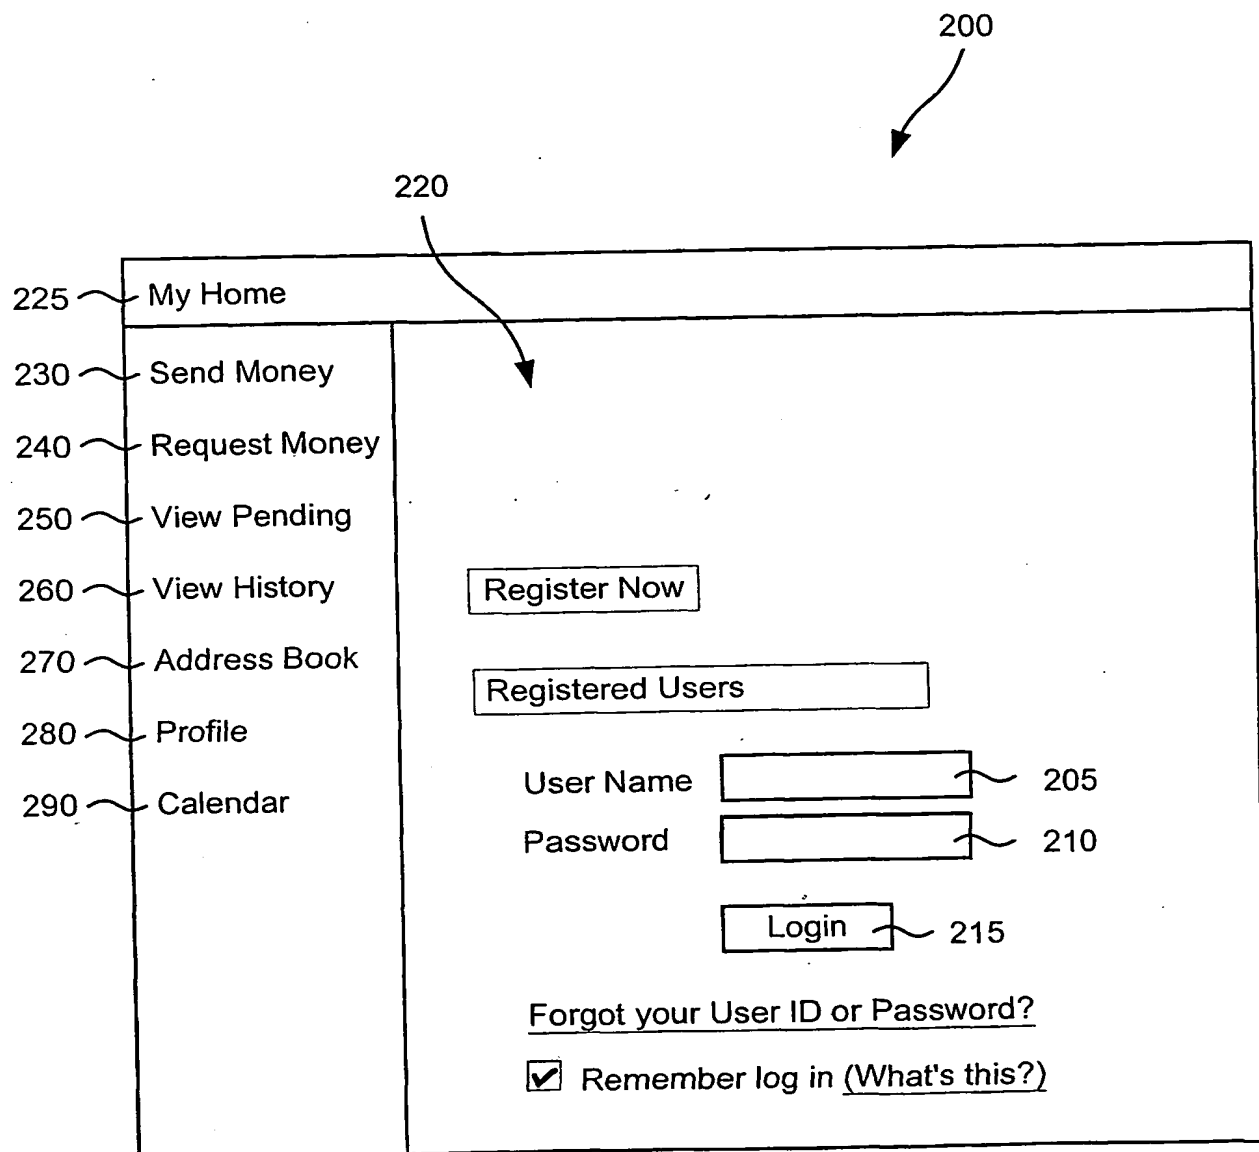 200
220
225 My Home
230 Send Money
240 Request Money
250 View Pending
260 View History
270 Address Book
280 Profile
290 Calendar
Register Now
Registered Users
User Name 205
Password 210
Login 215
Forgot your User ID or Password?
Remember log in (What's this?)